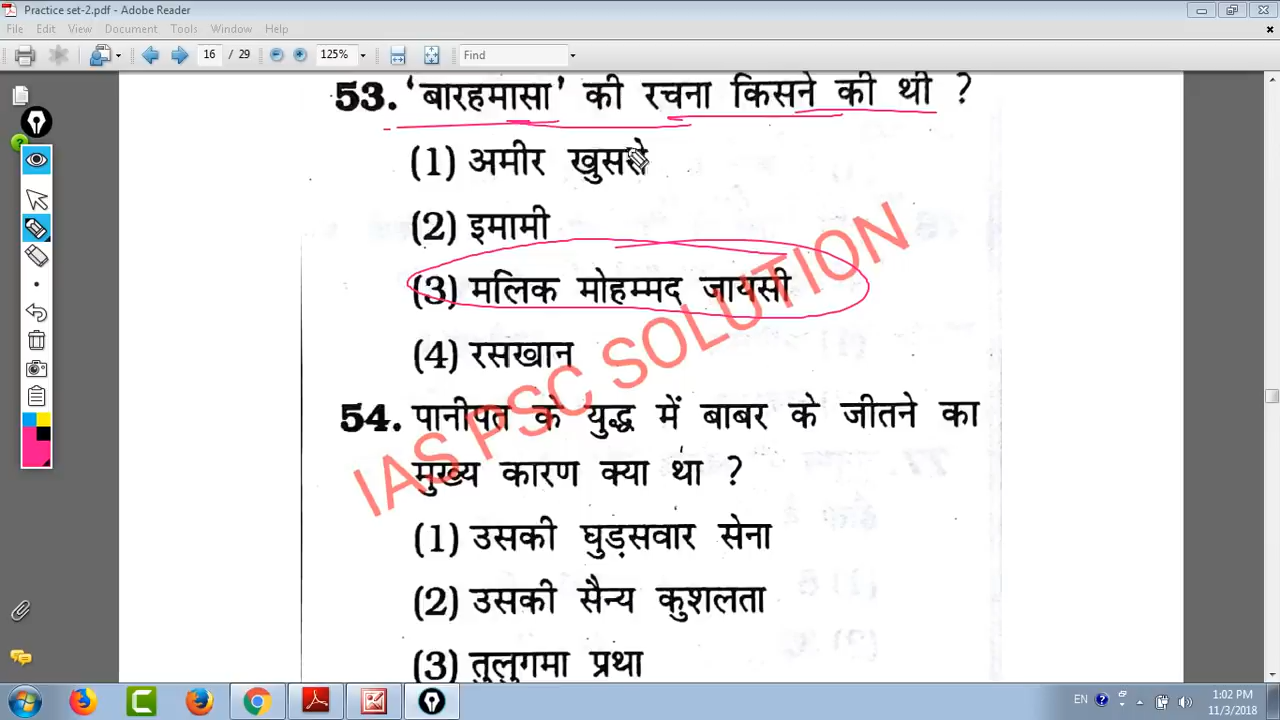 Practice set-2.pdf - Adobe Reader
File Edit View Document Tools Window Help
16 / 29 125% Find
53. 'बारहमासा' की रचना किसने की थी ?
(1) अमीर खुसरो
(2) इमामी
(3) मलिक मोहम्मद जायसी
(4) रसखान
54. पानीपत के युद्ध में बाबर के जीतने का
मुख्य कारण क्या था ?
(1) उसकी घुड़सवार सेना
(2) उसकी सैन्य कुशलता
(3) तुलुगमा प्रथा
IAS PSC SOLUTION
EN 1:02 PM
11/3/2018